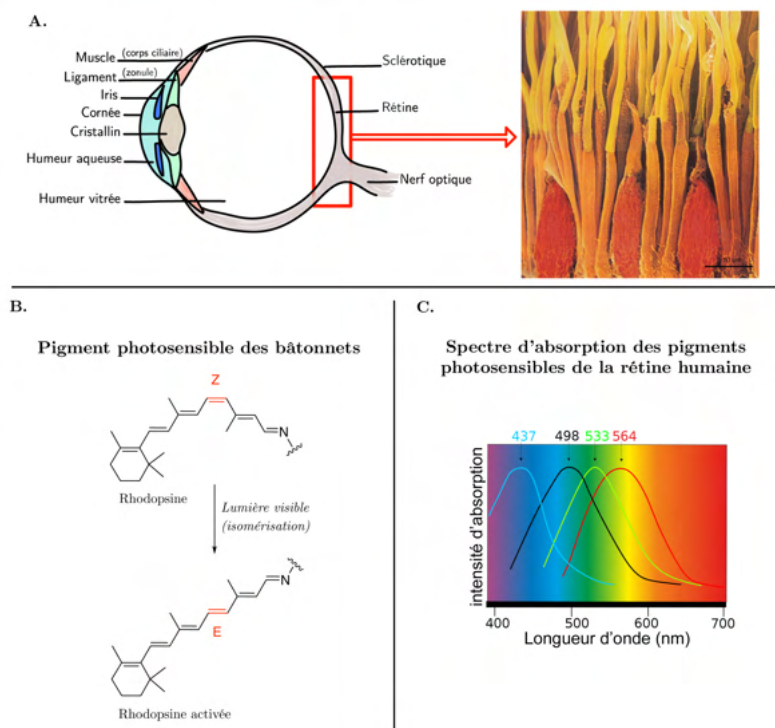 A.
Muscle (corps ciliaire)
Ligament (zonule)
Iris
Cornée
Cristallin
Humeur aqueuse
Humeur vitrée
Sclérotique
Rétine
Nerf optique
B.
Pigment photosensible des bâtonnets
Z
N
Rhodopsine
Lumière visible
(isomérisation)
N
E
Rhodopsine activée
C.
Spectre d'absorption des pigments
photosensibles de la rétine humaine
437 498 533 564
intensité d'absorption
400 500 600 700
Longueur d'onde (nm)